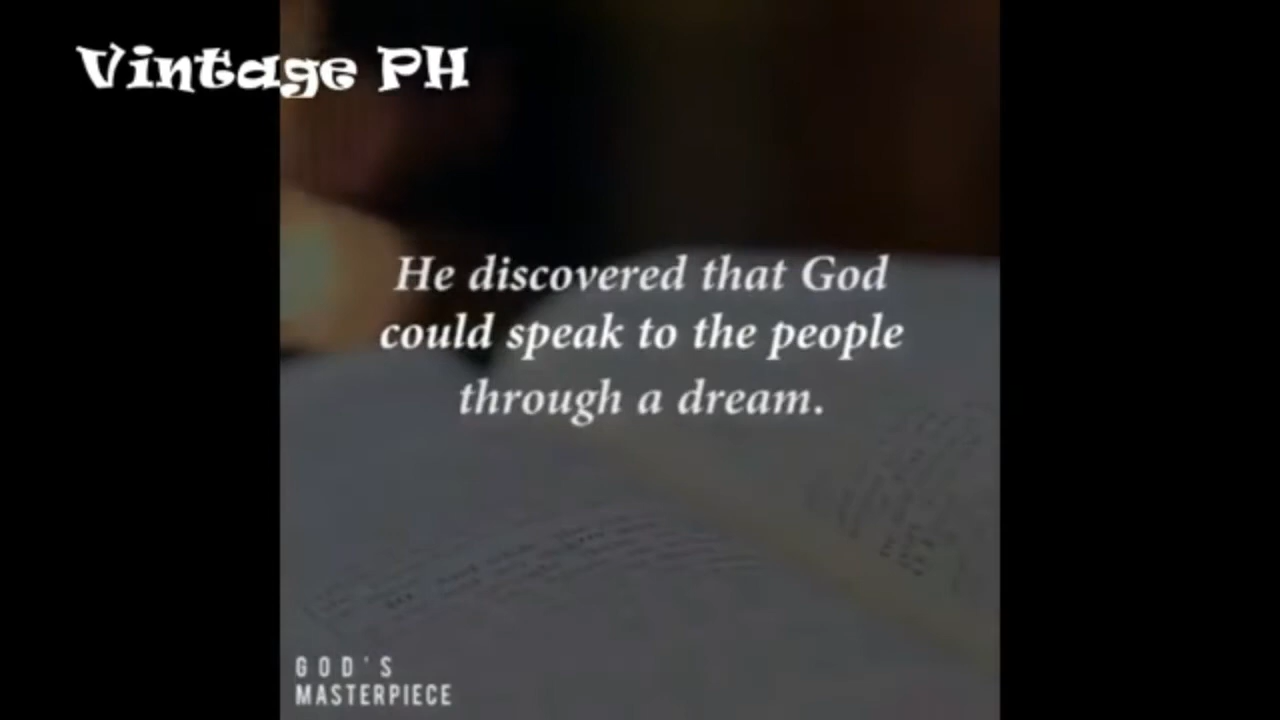 Vintage PH
He discovered that God
could speak to the people
through a dream.
GOD'S
MASTERPIECE